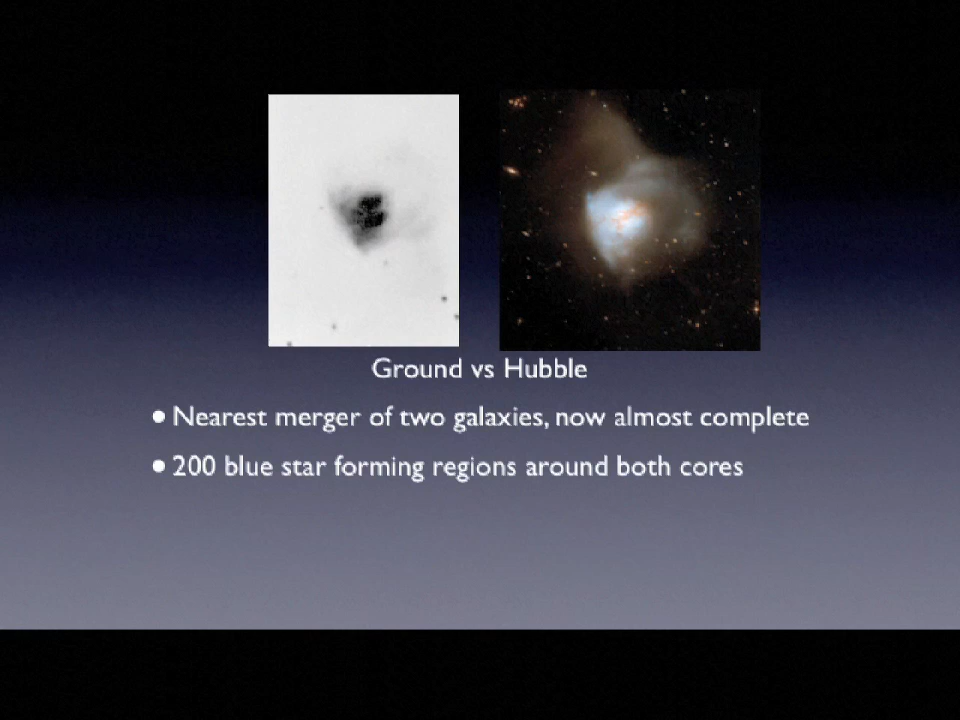 Ground vs Hubble
• Nearest merger of two galaxies, now almost complete
• 200 blue star forming regions around both cores